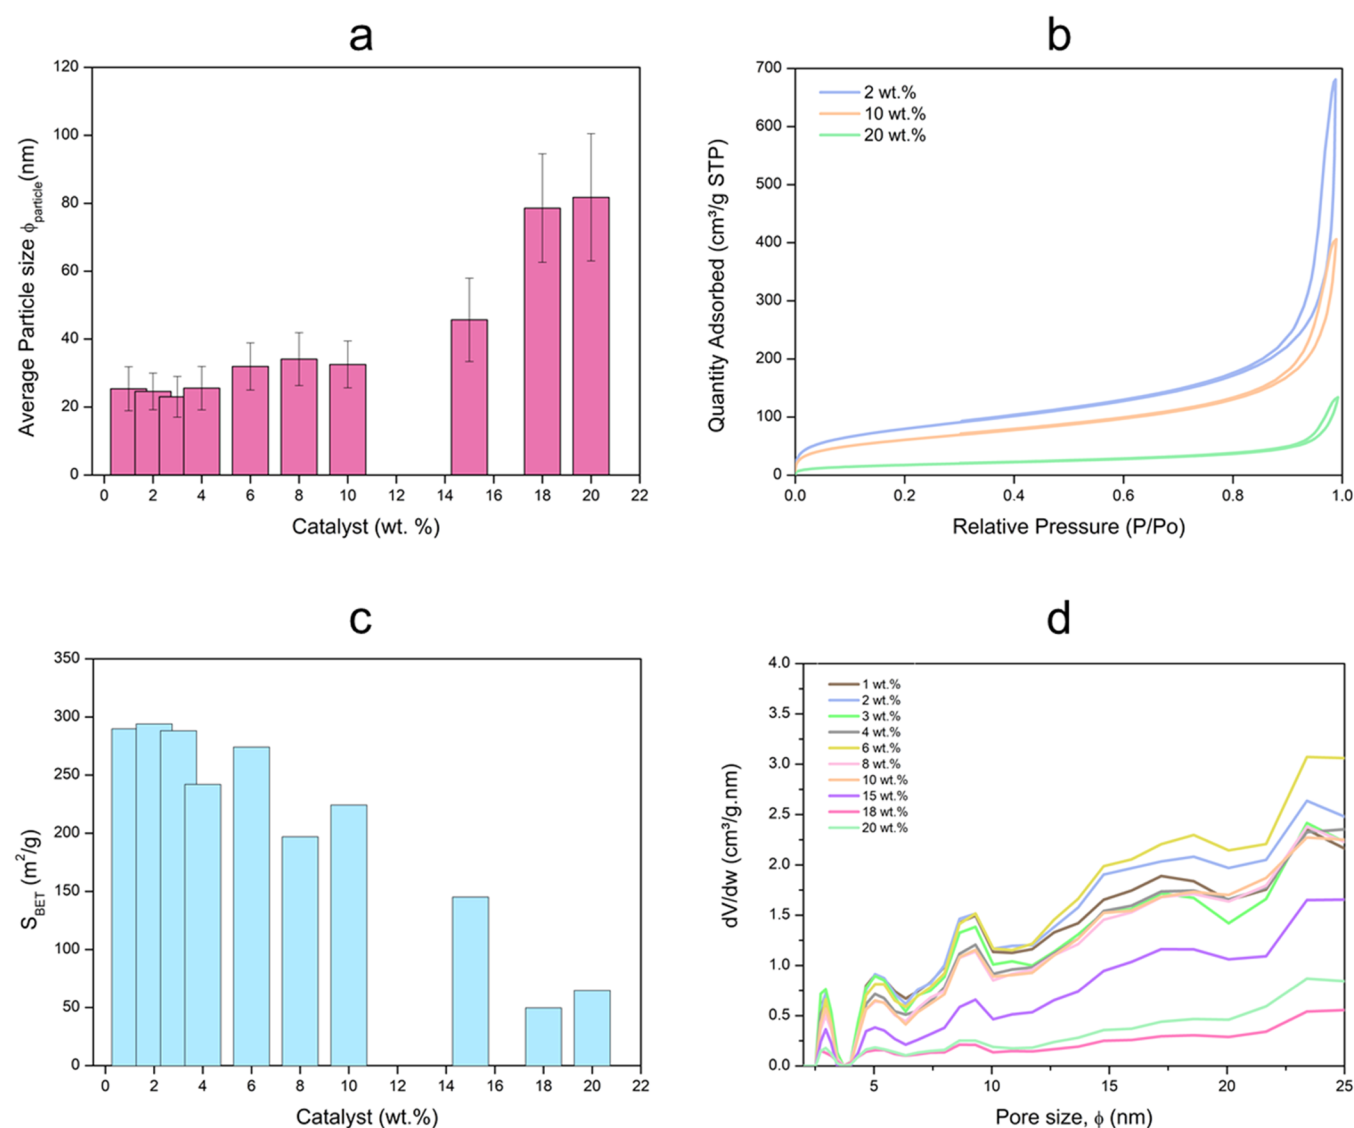 a
120
100
80
60
40
20
0
0 2 4 6 8 10 12 14 16 18 20 22
Average Particle size ϕparticle(nm)
Catalyst (wt. %)
b
700
600
500
400
300
200
100
0
0.0 0.2 0.4 0.6 0.8 1.0
2 wt.%
10 wt.%
20 wt.%
Quantity Adsorbed (cm³/g STP)
Relative Pressure (P/Po)
c
350
300
250
200
150
100
50
0
0 2 4 6 8 10 12 14 16 18 20 22
SBET (m²/g)
Catalyst (wt.%)
d
4.0
3.5
3.0
2.5
2.0
1.5
1.0
0.5
0.0
5 10 15 20 25
1 wt.%
2 wt.%
3 wt.%
4 wt.%
6 wt.%
8 wt.%
10 wt.%
15 wt.%
18 wt.%
20 wt.%
dV/dw (cm³/g.nm)
Pore size, ϕ (nm)